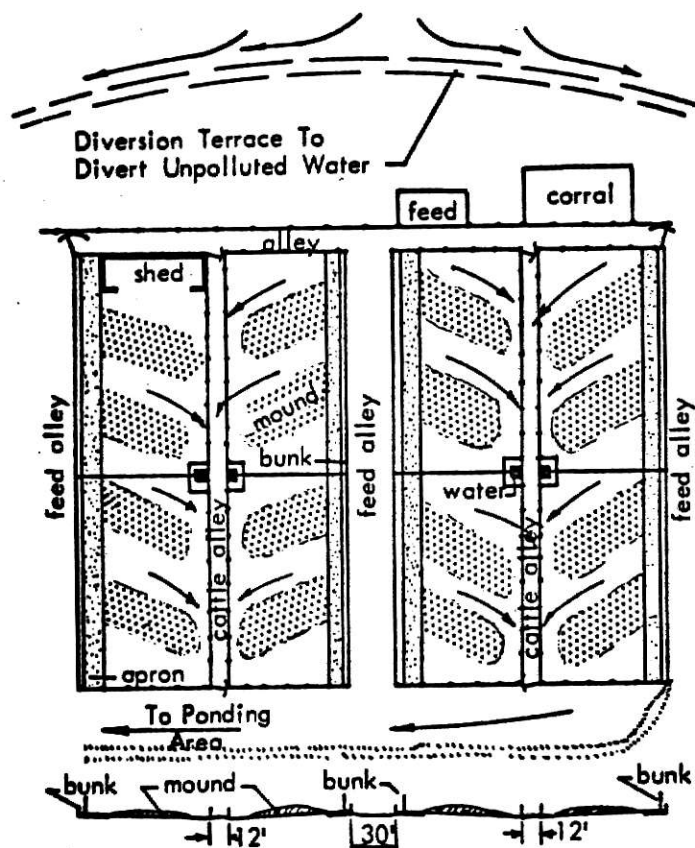 Diversion Terrace To
Divert Unpolluted Water
feed
corral
alley
shed
mound
feed alley
bunk
feed alley
water
feed alley
cattle alley
cattle alley
apron
To Ponding
Area
bunk
mound
bunk
bunk
12'
30'
12'